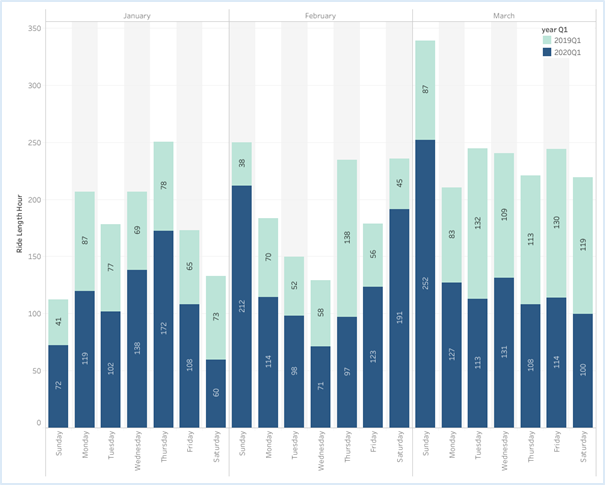 January February March
year Q1
2019Q1
2020Q1
Ride Length Hour
350
300
250
200
150
100
50
0
41 87 77 69 78 65 73 38 70 52 58 138 56 45 87 83 132 109 113 130 119
72 119 102 138 172 108 60 212 114 98 71 97 123 191 252 127 113 131 108 114 100
Sunday Monday Tuesday Wednesday Thursday Friday Saturday Sunday Monday Tuesday Wednesday Thursday Friday Saturday Sunday Monday Tuesday Wednesday Thursday Friday Saturday